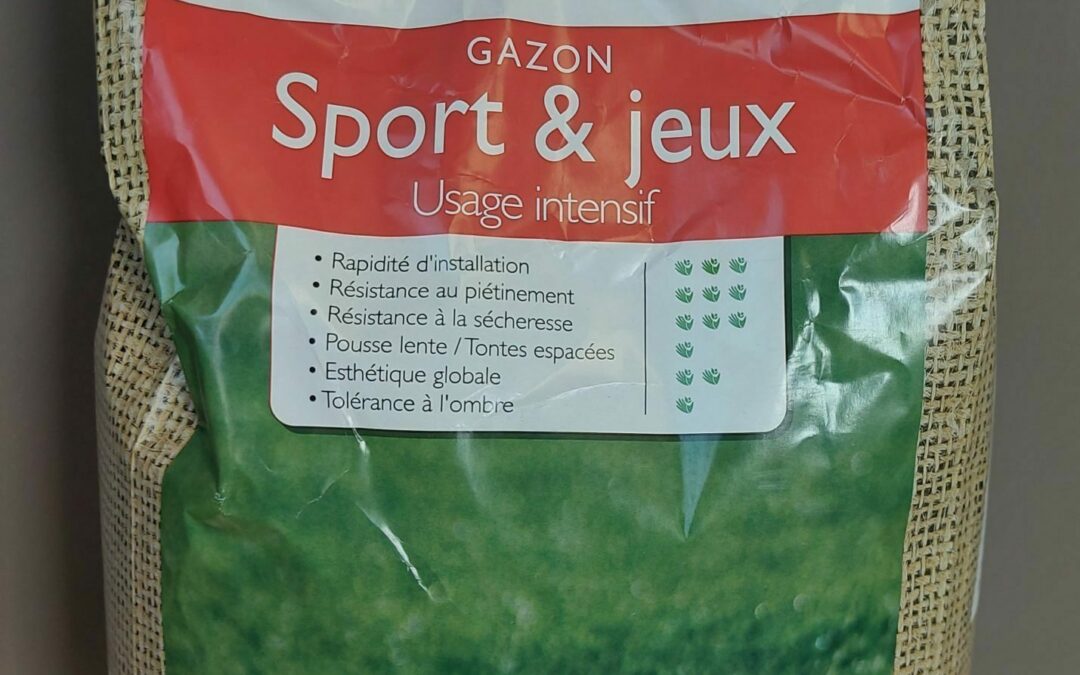 GAZON
Sport & jeux
Usage intensif
• Rapidité d'installation
• Résistance au piétinement
• Résistance à la sécheresse
• Pousse lente / Tontes espacées
• Esthétique globale
• Tolérance à l'ombre